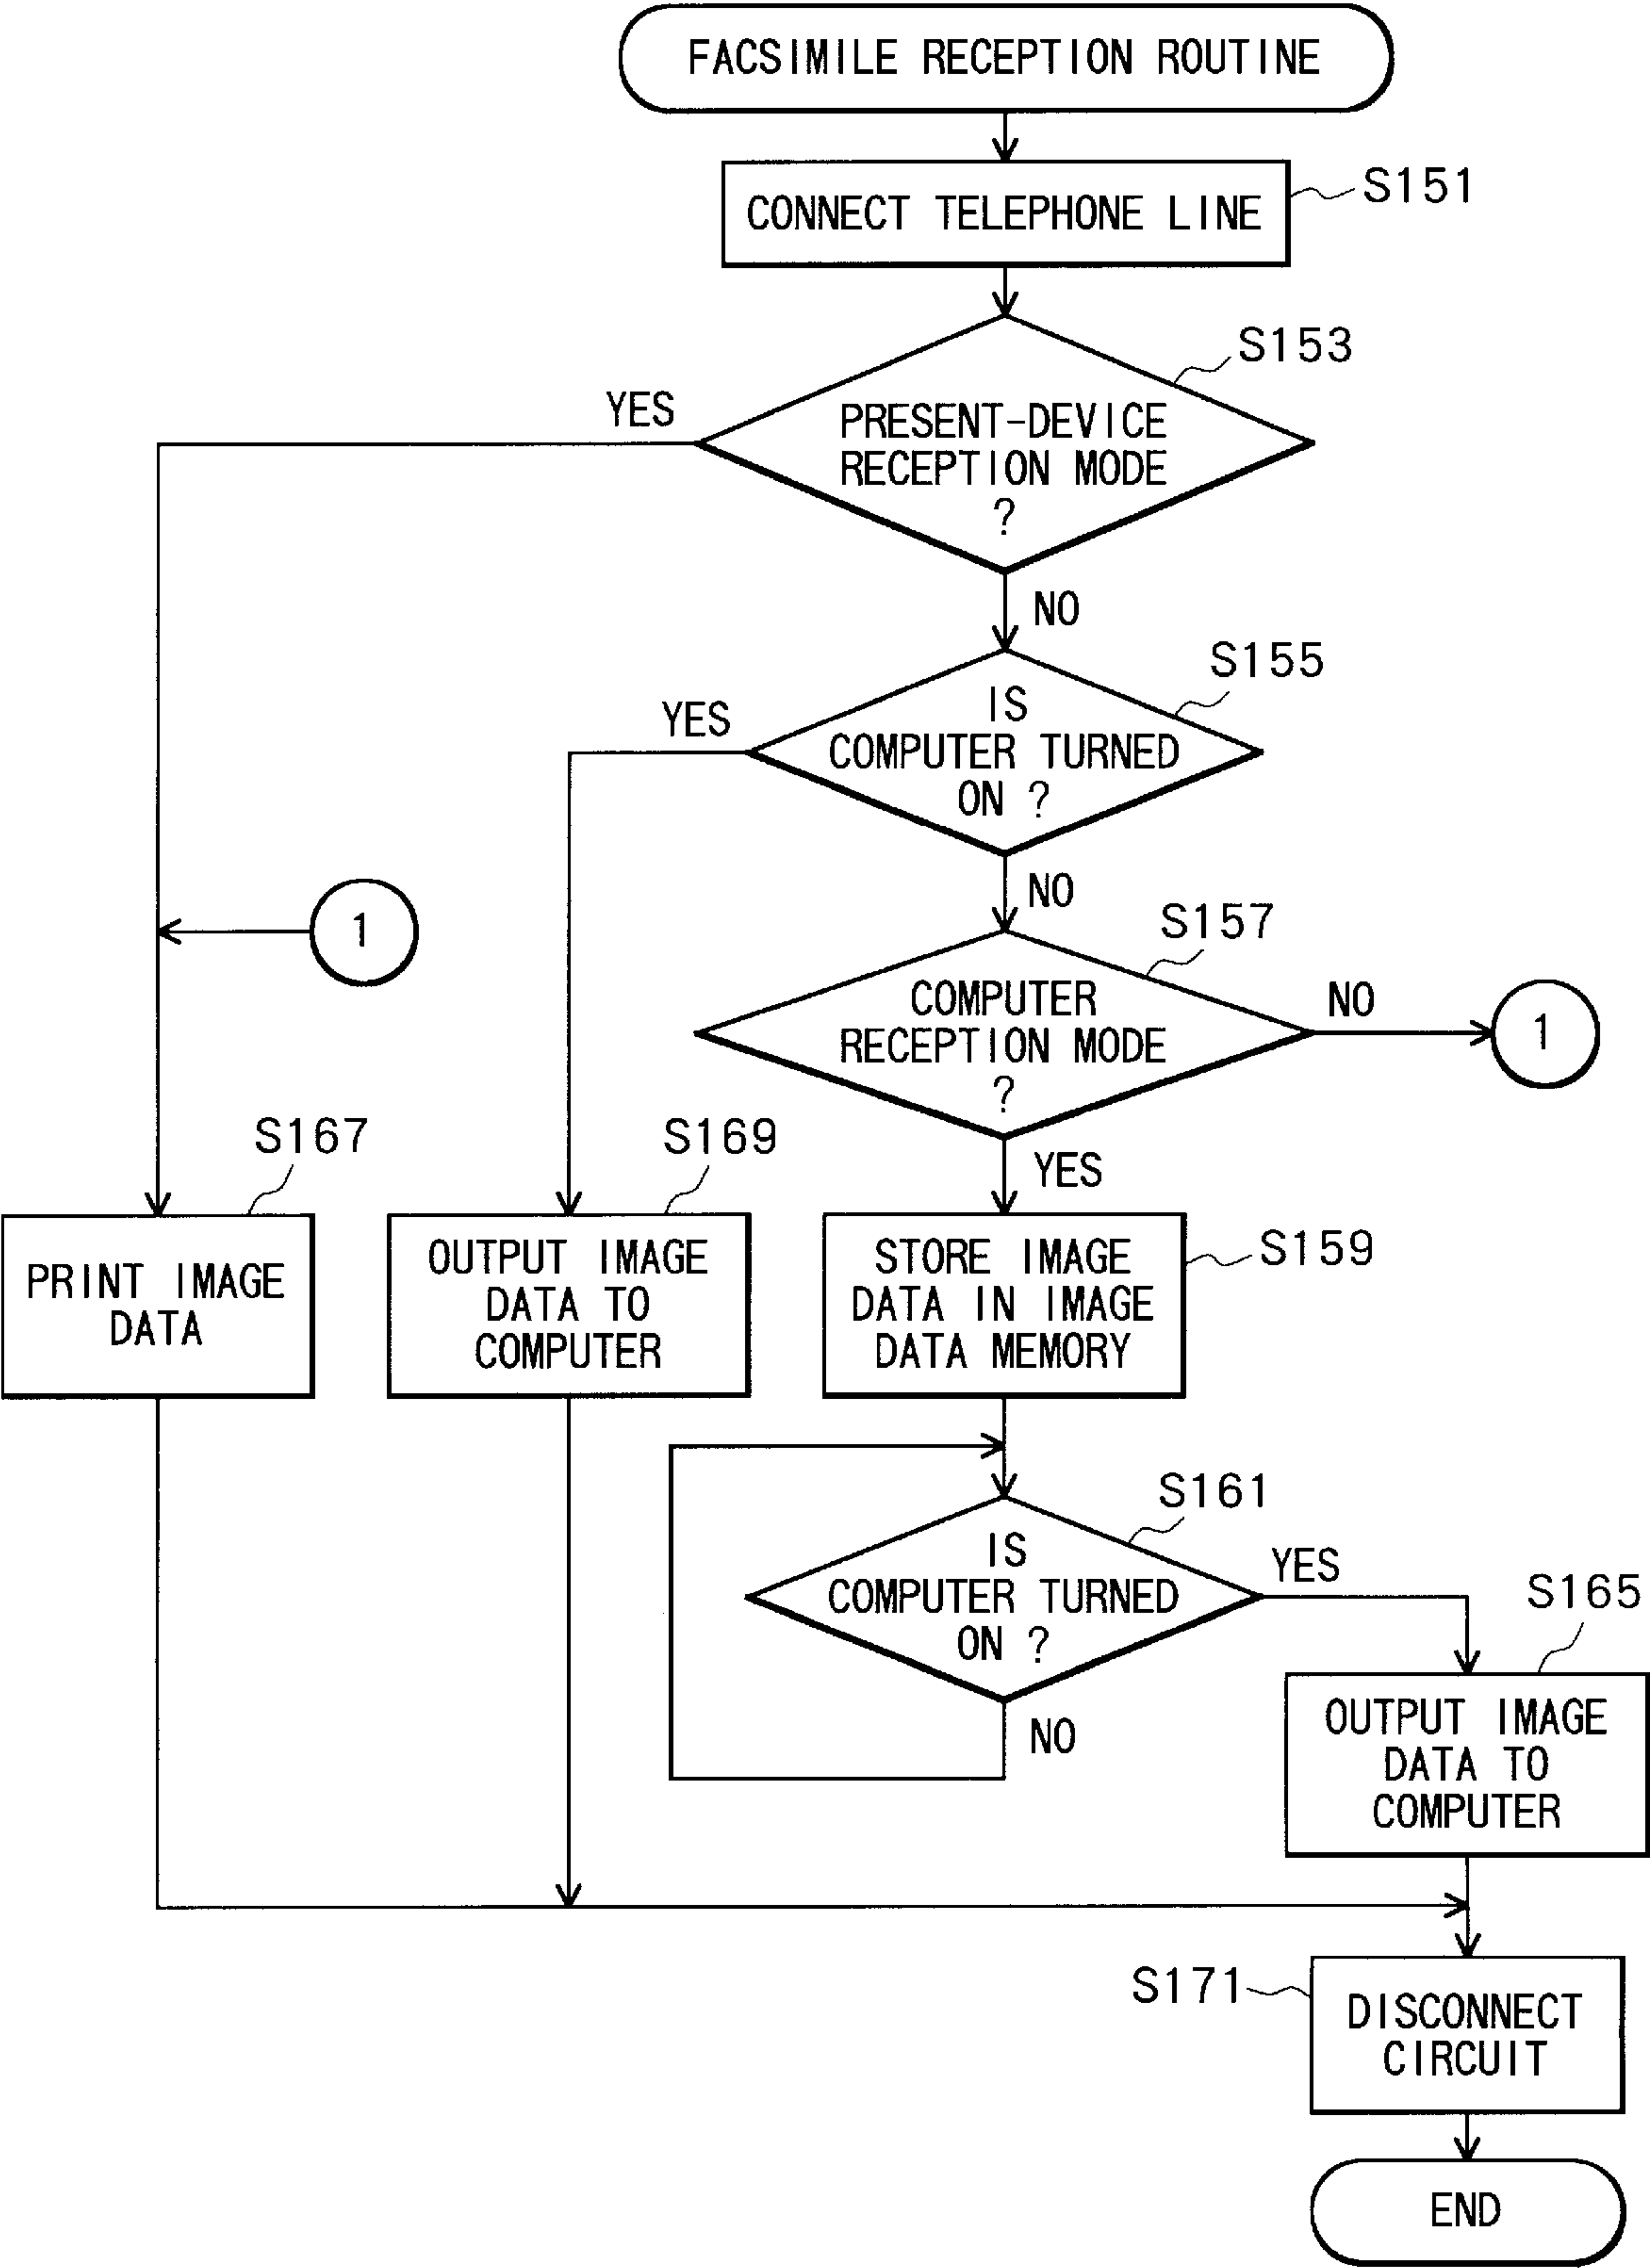 FACSIMILE RECEPTION ROUTINE
CONNECT TELEPHONE LINE
S151
S153
YES
PRESENT-DEVICE
RECEPTION MODE
?
NO
S155
YES
IS
COMPUTER TURNED
ON ?
NO
1
S157
COMPUTER
RECEPTION MODE
?
NO
1
YES
S167
PRINT IMAGE
DATA
S169
OUTPUT IMAGE
DATA TO
COMPUTER
S159
STORE IMAGE
DATA IN IMAGE
DATA MEMORY
S161
IS
COMPUTER TURNED
ON ?
YES
NO
S165
OUTPUT IMAGE
DATA TO
COMPUTER
S171
DISCONNECT
CIRCUIT
END